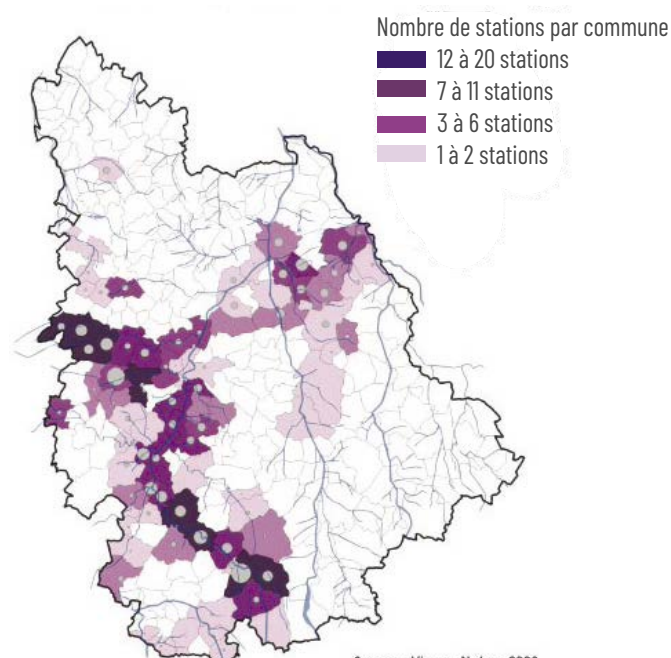 Nombre de stations par commune
12 à 20 stations
7 à 11 stations
3 à 6 stations
1 à 2 stations